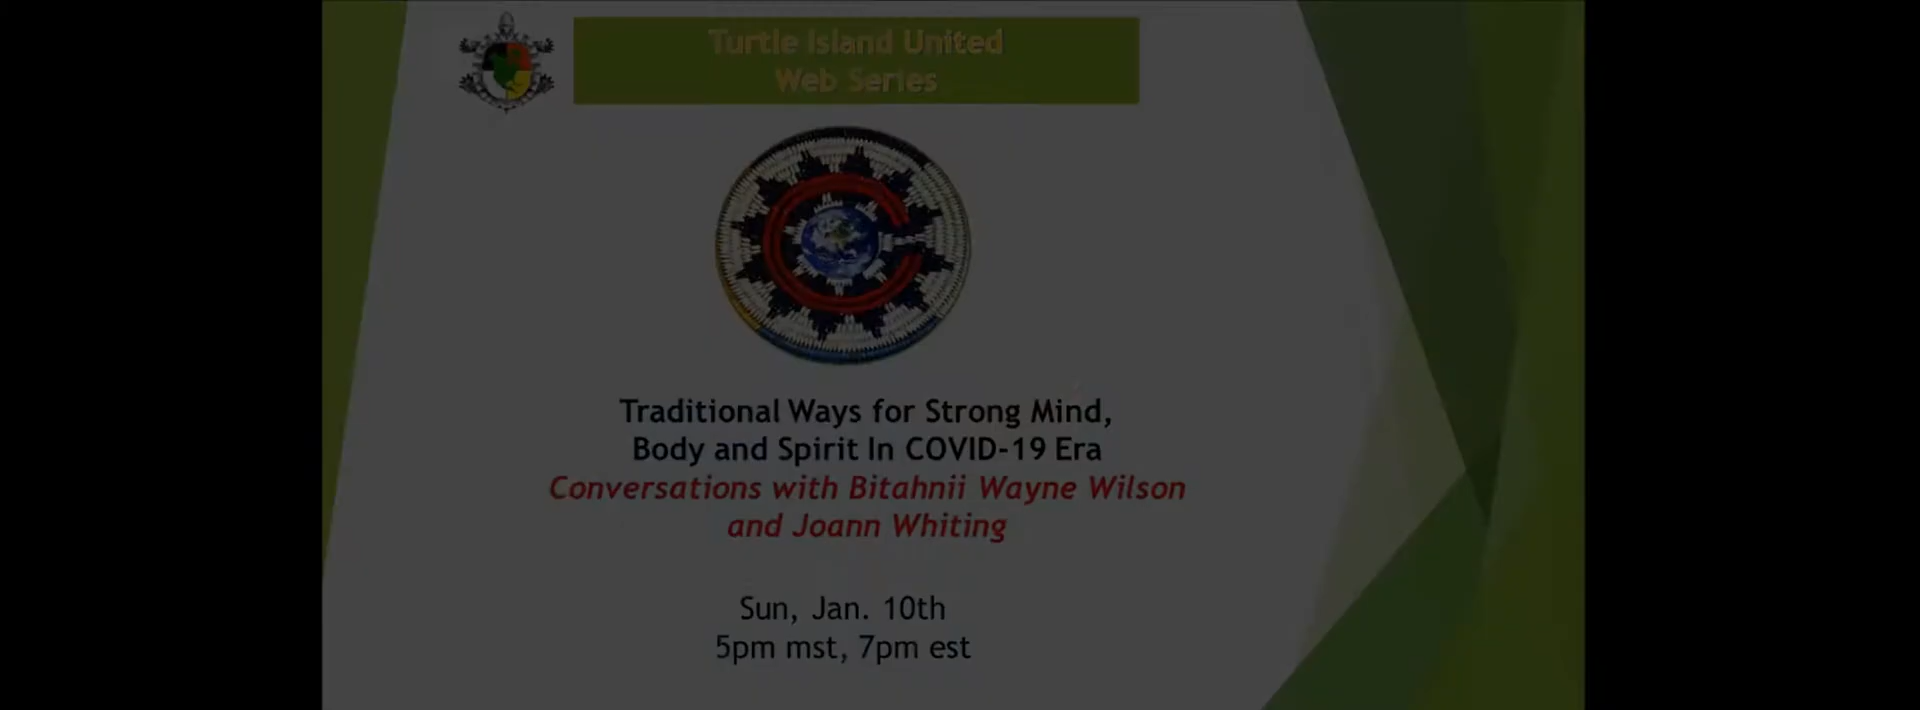 Turtle Island United
Web Series
Traditional Ways for Strong Mind,
Body and Spirit In COVID-19 Era
Conversations with Bitahnii Wayne Wilson
and Joann Whiting
Sun, Jan. 10th
5pm mst, 7pm est